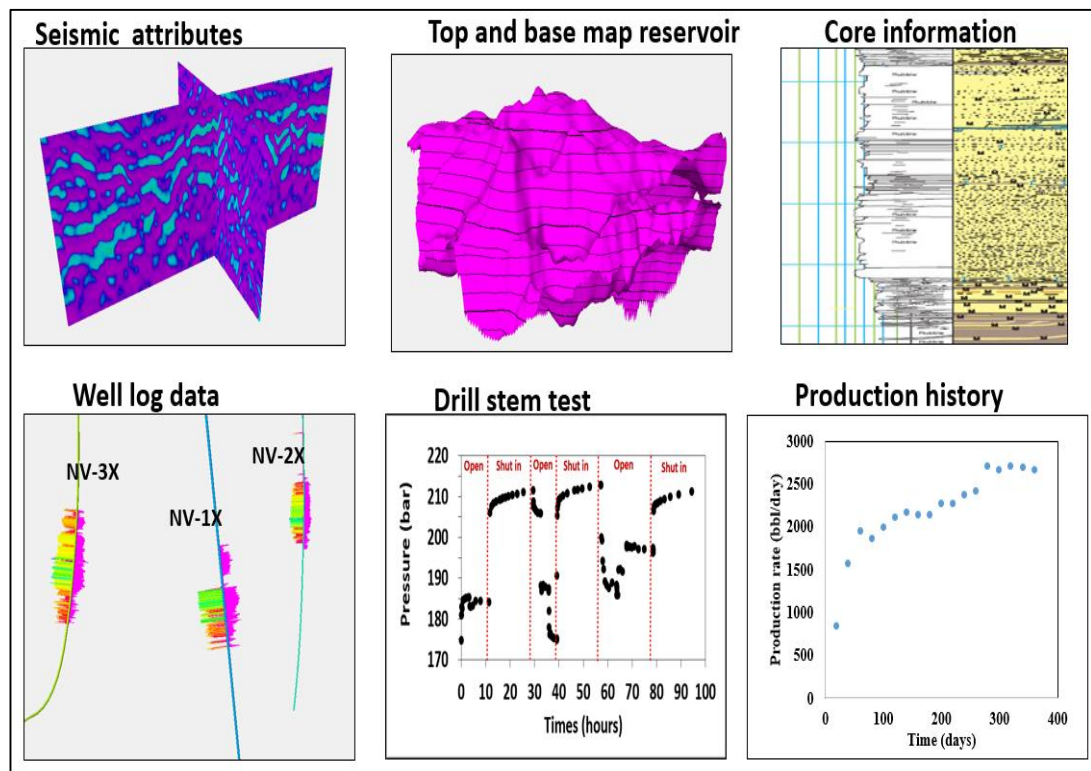 Seismic attributes
Top and base map reservoir
Core information
Well log data
NV-3X
NV-1X
NV-2X
Drill stem test
Open
Shut in
Open
Shut in
Open
Shut in
Pressure (bar)
220
210
200
190
180
170
0 10 20 30 40 50 60 70 80 90 100
Times (hours)
Production history
Production rate (bbl/day)
3000
2500
2000
1500
1000
500
0
0 100 200 300 400
Time (days)